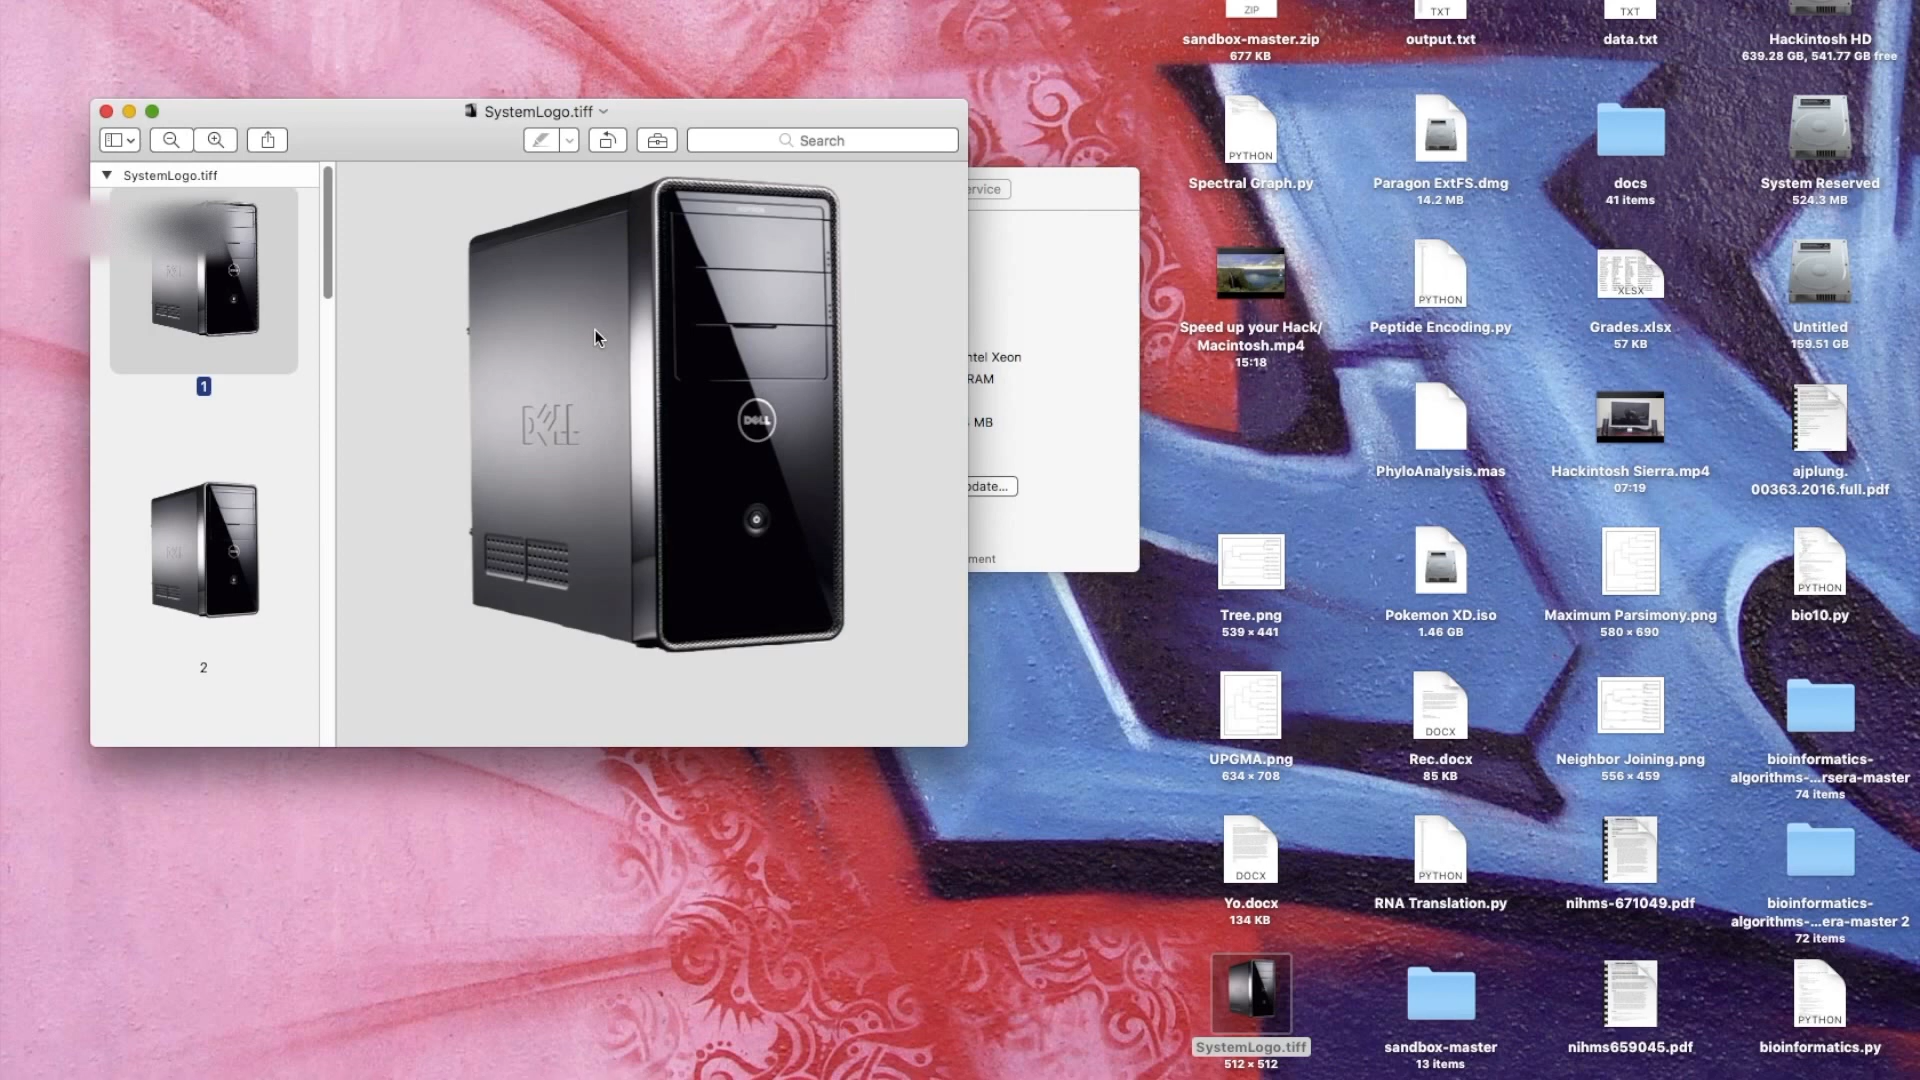 SystemLogo.tiff
Search
SystemLogo.tiff
1
2
DELL
DELL
ervice
ntel Xeon
RAM
MB
pdate...
ment
ZIP
sandbox-master.zip
677 KB
TXT
output.txt
TXT
data.txt
Hackintosh HD
639.28 GB, 541.77 GB free
PYTHON
Spectral Graph.py
Paragon ExtFS.dmg
14.2 MB
docs
41 items
System Reserved
524.3 MB
Speed up your Hack/
Macintosh.mp4
15:18
PYTHON
Peptide Encoding.py
XLSX
Grades.xlsx
57 KB
Untitled
159.51 GB
PhyloAnalysis.mas
Hackintosh Sierra.mp4
07:19
ajplung.
00363.2016.full.pdf
Tree.png
539 × 441
Pokemon XD.iso
1.46 GB
Maximum Parsimony.png
580 × 690
PYTHON
bio10.py
UPGMA.png
634 × 708
DOCX
Rec.docx
85 KB
Neighbor Joining.png
556 × 459
bioinformatics-
algorithms-...rsera-master
74 items
DOCX
Yo.docx
134 KB
PYTHON
RNA Translation.py
nihms-671049.pdf
bioinformatics-
algorithms-...era-master 2
72 items
SystemLogo.tiff
512 × 512
sandbox-master
13 items
nihms659045.pdf
PYTHON
bioinformatics.py